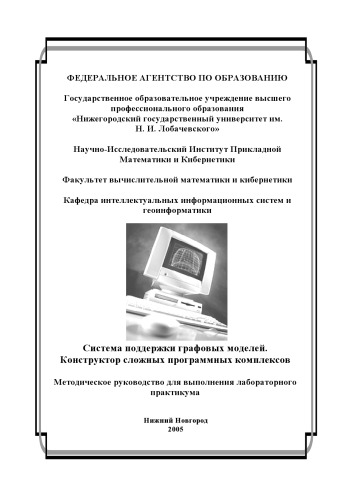 ФЕДЕРАЛЬНОЕ АГЕНТСТВО ПО ОБРАЗОВАНИЮ
Государственное образовательное учреждение высшего
профессионального образования
«Нижегородский государственный университет им.
Н. И. Лобачевского»
Научно-Исследовательский Институт Прикладной
Математики и Кибернетики
Факультет вычислительной математики и кибернетики
Кафедра интеллектуальных информационных систем и
геоинформатики
Система поддержки графовых моделей.
Конструктор сложных программных комплексов
Методическое руководство для выполнения лабораторного
практикума
Нижний Новгород
2005